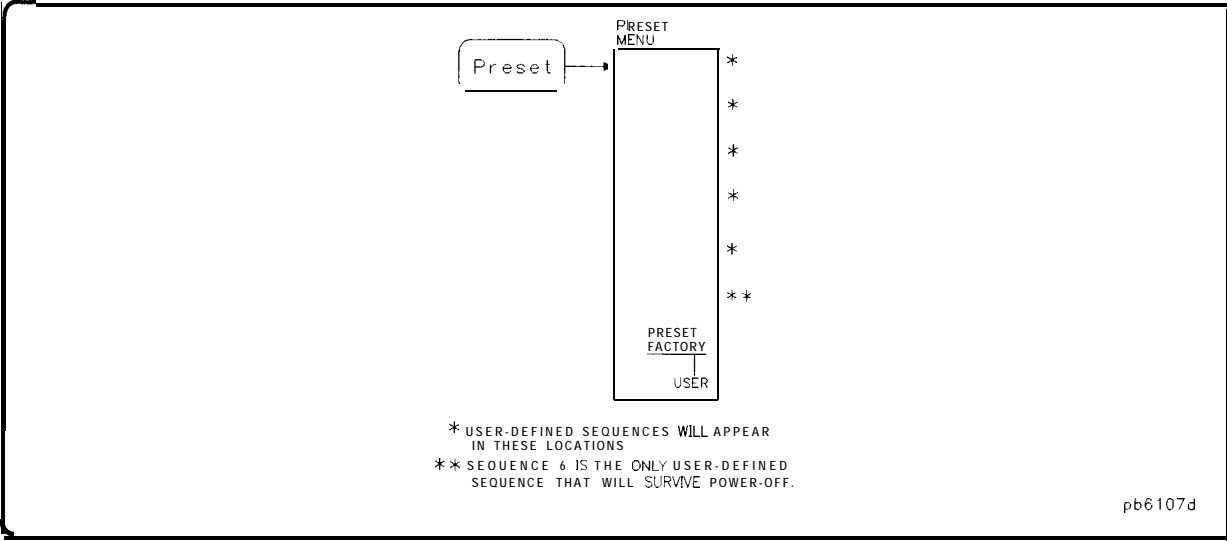 PRESET
MENU
Preset
*
*
*
*
*
**
PRESET
FACTORY
USER
* USER-DEFINED SEQUENCES WILL APPEAR
IN THESE LOCATIONS
** SEQUENCE 6 IS THE ONLY USER-DEFINED
SEQUENCE THAT WILL SURVIVE POWER-OFF.
pb6107d